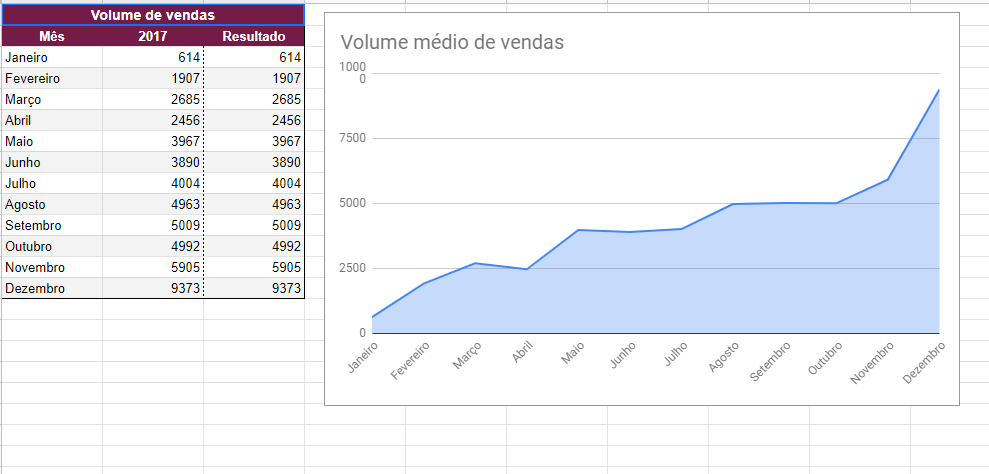 Volume de vendas
Mês 2017 Resultado
Janeiro 614 614
Fevereiro 1907 1907
Março 2685 2685
Abril 2456 2456
Maio 3967 3967
Junho 3890 3890
Julho 4004 4004
Agosto 4963 4963
Setembro 5009 5009
Outubro 4992 4992
Novembro 5905 5905
Dezembro 9373 9373
Volume médio de vendas
1000
0
7500
5000
2500
0
Janeiro
Fevereiro
Março
Abril
Maio
Junho
Julho
Agosto
Setembro
Outubro
Novembro
Dezembro